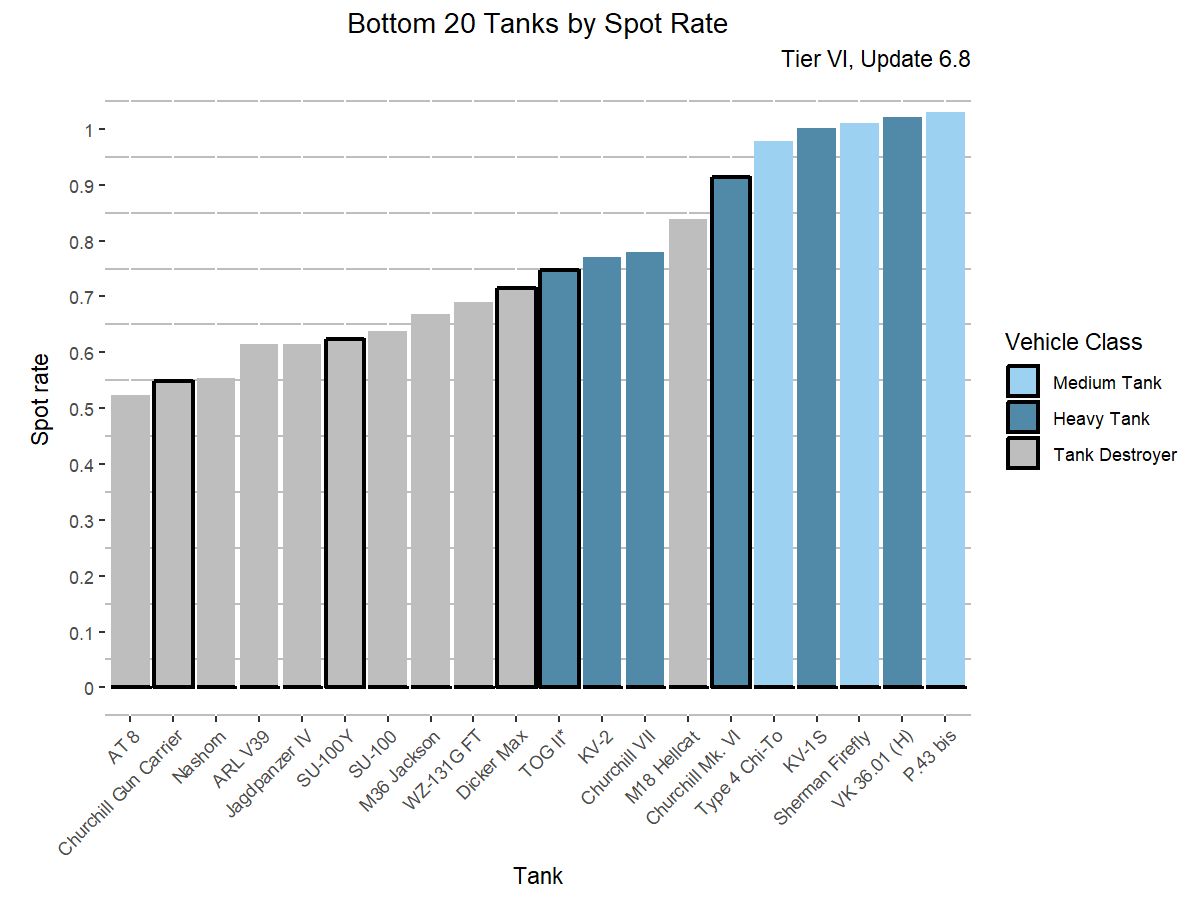 Bottom 20 Tanks by Spot Rate
Tier VI, Update 6.8
1
0.9
0.8
0.7
0.6
0.5
0.4
0.3
0.2
0.1
0
Spot rate
AT 8
Churchill Gun Carrier
Nashorn
ARL V39
Jagdpanzer IV
SU-100Y
SU-100
M36 Jackson
WZ-131G FT
Dicker Max
TOG II*
KV-2
Churchill VII
M18 Hellcat
Churchill Mk. VI
Type 4 Chi-To
KV-1S
Sherman Firefly
VK 36.01 (H)
P.43 bis
Tank
Vehicle Class
Medium Tank
Heavy Tank
Tank Destroyer